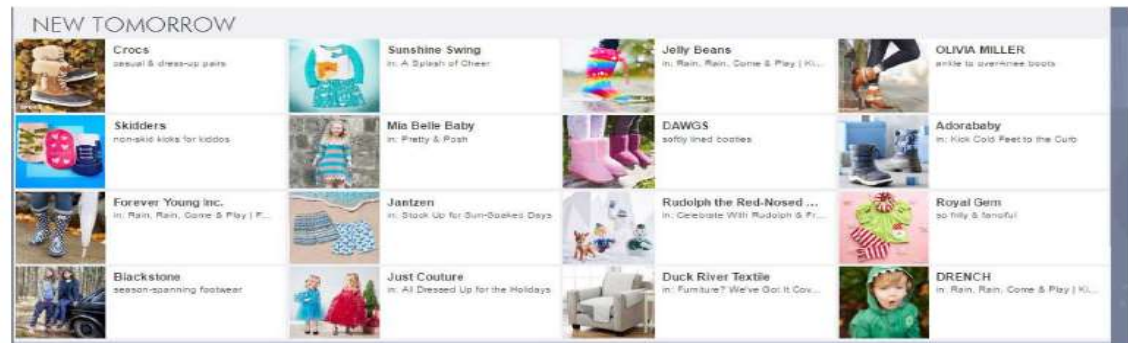 NEW TOMORROW
Crocs
casual & dress-up pairs
Sunshine Swing
in: A Splash of Cheer
Jelly Beans
in: Rain, Rain, Come & Play | Ki...
OLIVIA MILLER
ankle to over-knee boots
Skidders
non-skid kicks for kiddos
Mia Belle Baby
in: Pretty & Posh
DAWGS
softly lined booties
Adorababy
in: Kick Cold Feet to the Curb
Forever Young Inc.
in: Rain, Rain, Come & Play | F...
Jantzen
in: Stock Up for Sun-Soaked Days
Rudolph the Red-Nosed ...
in: Celebrate With Rudolph & Fr...
Royal Gem
so frilly & fanciful
Blackstone
season-spanning footwear
Just Couture
in: All Dressed Up for the Holidays
Duck River Textile
in: Furniture? We've Got It Cov...
DRENCH
in: Rain, Rain, Come & Play | Ki...